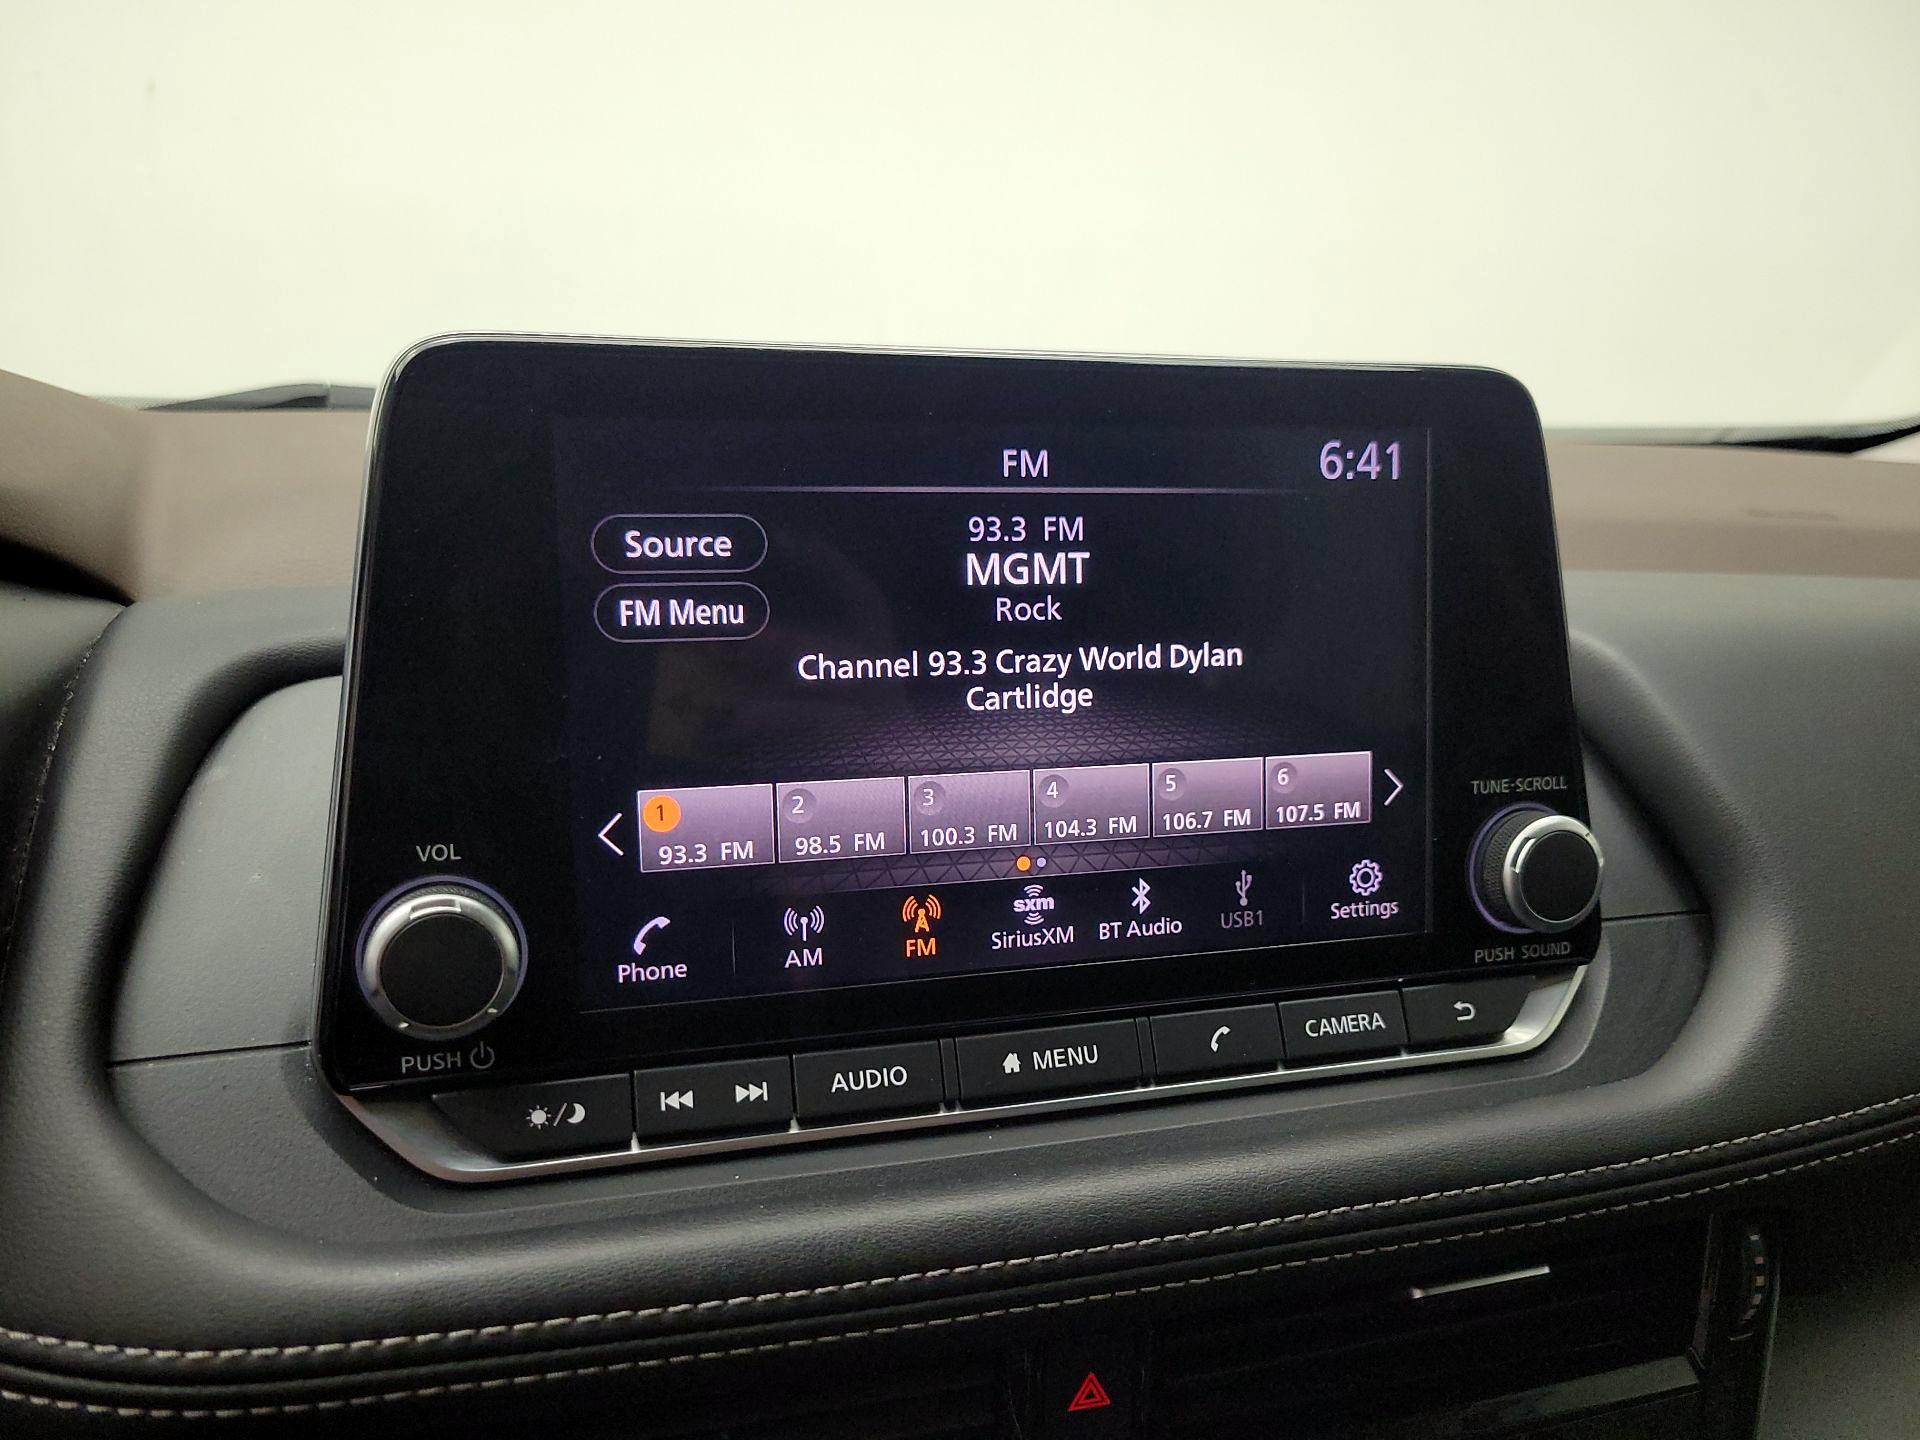 FM
6:41
Source
93.3 FM
MGMT
FM Menu
Rock
Channel 93.3 Crazy World Dylan
Cartlidge
1
93.3 FM
2
98.5 FM
3
100.3 FM
4
104.3 FM
5
106.7 FM
6
107.5 FM
Phone
AM
FM
sxm
SiriusXM
BT Audio
USB1
Settings
VOL
PUSH
TUNE·SCROLL
PUSH SOUND
AUDIO
MENU
CAMERA